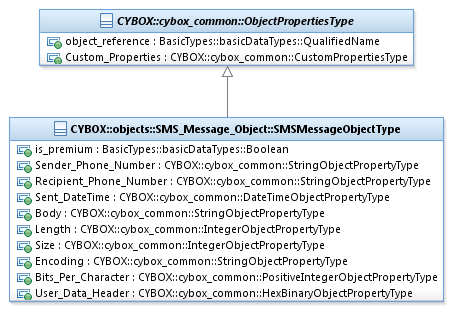 CYBOX::cybox_common::ObjectPropertiesType
object_reference : BasicTypes::basicDataTypes::QualifiedName
Custom_Properties : CYBOX::cybox_common::CustomPropertiesType
CYBOX::objects::SMS_Message_Object::SMSMessageObjectType
is_premium : BasicTypes::basicDataTypes::Boolean
Sender_Phone_Number : CYBOX::cybox_common::StringObjectPropertyType
Recipient_Phone_Number : CYBOX::cybox_common::StringObjectPropertyType
Sent_DateTime : CYBOX::cybox_common::DateTimeObjectPropertyType
Body : CYBOX::cybox_common::StringObjectPropertyType
Length : CYBOX::cybox_common::IntegerObjectPropertyType
Size : CYBOX::cybox_common::IntegerObjectPropertyType
Encoding : CYBOX::cybox_common::StringObjectPropertyType
Bits_Per_Character : CYBOX::cybox_common::PositiveIntegerObjectPropertyType
User_Data_Header : CYBOX::cybox_common::HexBinaryObjectPropertyType